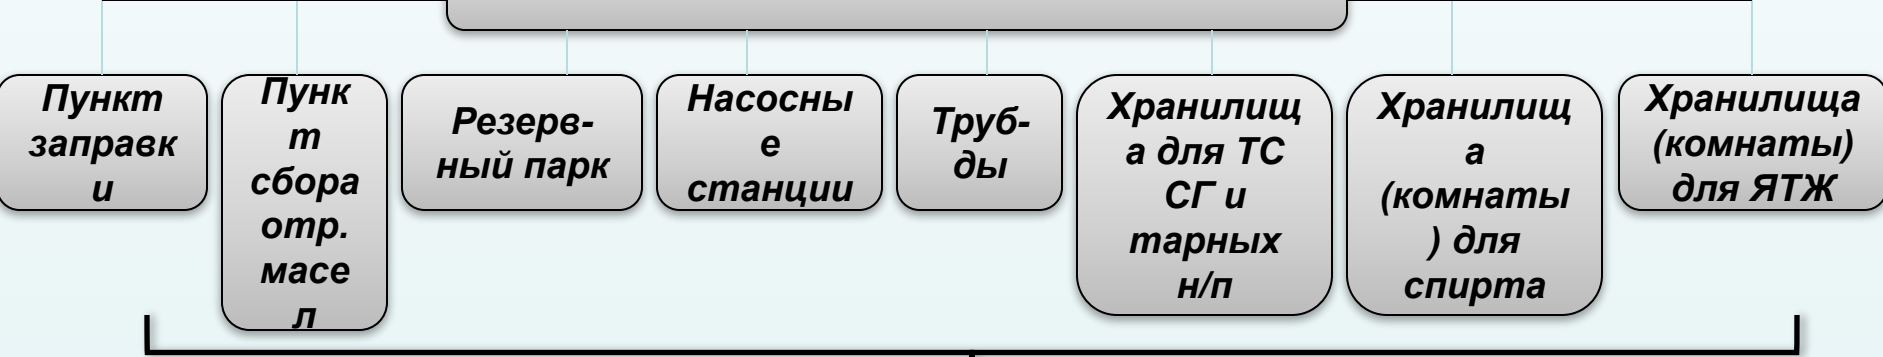 Пункт
заправк
и
Пунк
т
сбора
отр.
масе
л
Резерв-
ный парк
Насосны
е
станции
Труб-
ды
Хранилищ
а для ТС
СГ и
тарных
н/п
Хранилищ
а
(комнаты
) для
спирта
Хранилища
(комнаты)
для ЯТЖ